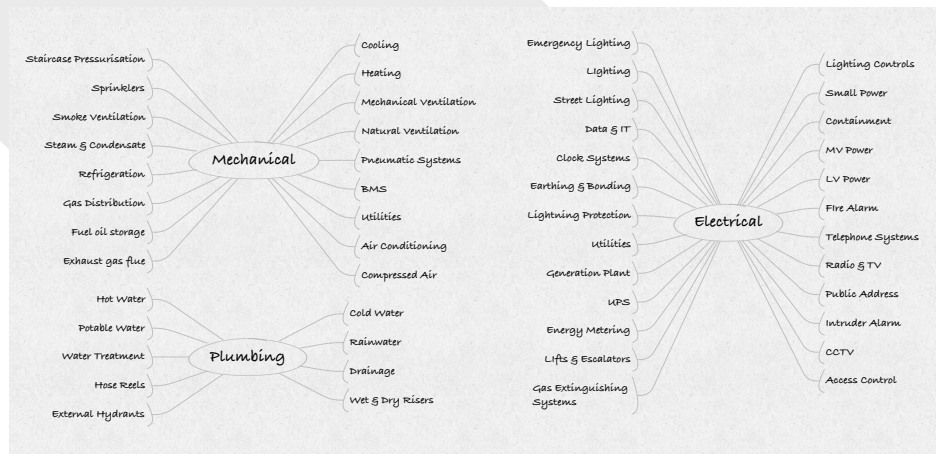 Staircase Pressurisation
Sprinklers
Smoke Ventilation
Steam & Condensate
Refrigeration
Gas Distribution
Fuel oil storage
Exhaust gas flue
Mechanical
Cooling
Heating
Mechanical Ventilation
Natural Ventilation
Pneumatic Systems
BMS
Utilities
Air Conditioning
Compressed Air
Hot Water
Potable Water
Water Treatment
Hose Reels
External Hydrants
Plumbing
Cold Water
Rainwater
Drainage
Wet & Dry Risers
Emergency Lighting
LIghting
Street Lighting
Data & IT
Clock Systems
Earthing & Bonding
Lightning Protection
Utilities
Generation Plant
UPS
Energy Metering
LIfts & Escalators
Gas Extinguishing
Systems
Electrical
Lighting Controls
Small Power
Containment
MV Power
LV Power
FIre Alarm
Telephone Systems
Radio & TV
Public Address
Intruder Alarm
CCTV
Access Control